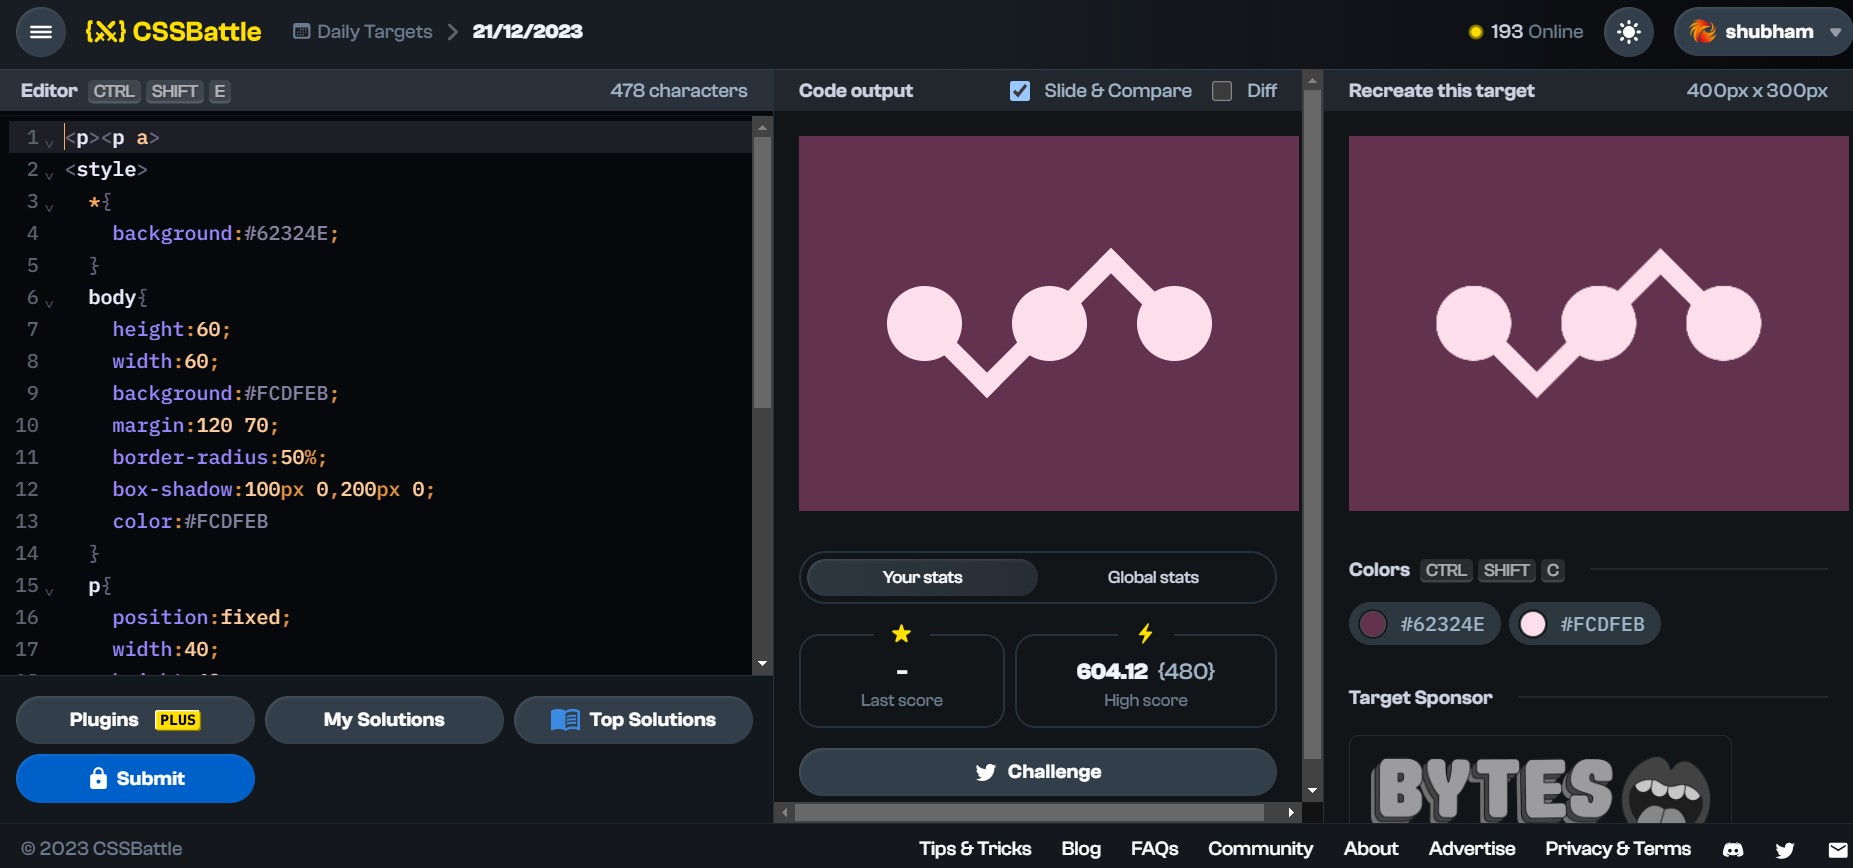 {X} CSSBattle Daily Targets > 21/12/2023 193 Online shubham
Editor CTRL SHIFT E 478 characters
1 <p><p a>
2 <style>
3 *{
4 background:#62324E;
5 }
6 body{
7 height:60;
8 width:60;
9 background:#FCDFEB;
10 margin:120 70;
11 border-radius:50%;
12 box-shadow:100px 0,200px 0;
13 color:#FCDFEB
14 }
15 p{
16 position:fixed;
17 width:40;
Plugins PLUS My Solutions Top Solutions
Submit
Code output Slide & Compare Diff
Your stats Global stats
- 604.12 {480}
Last score High score
Challenge
Recreate this target 400px x 300px
Colors CTRL SHIFT C
#62324E #FCDFEB
Target Sponsor
BYTES
© 2023 CSSBattle Tips & Tricks Blog FAQs Community About Advertise Privacy & Terms